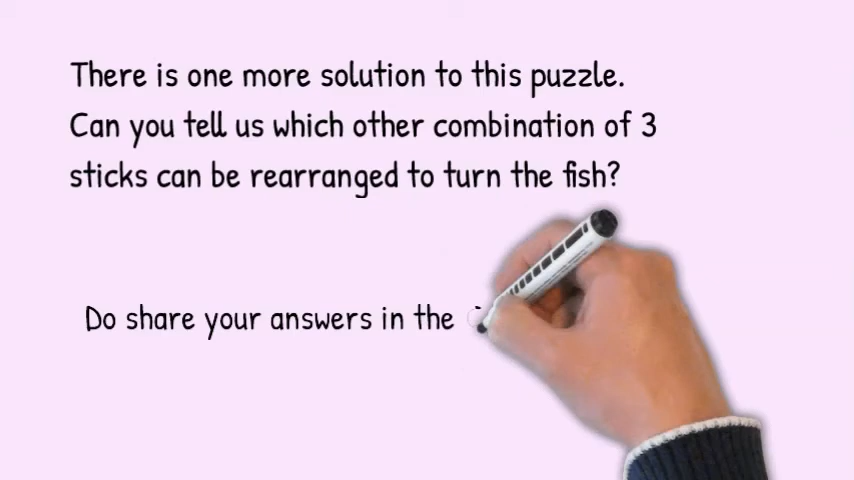 There is one more solution to this puzzle.
Can you tell us which other combination of 3
sticks can be rearranged to turn the fish?
Do share your answers in the